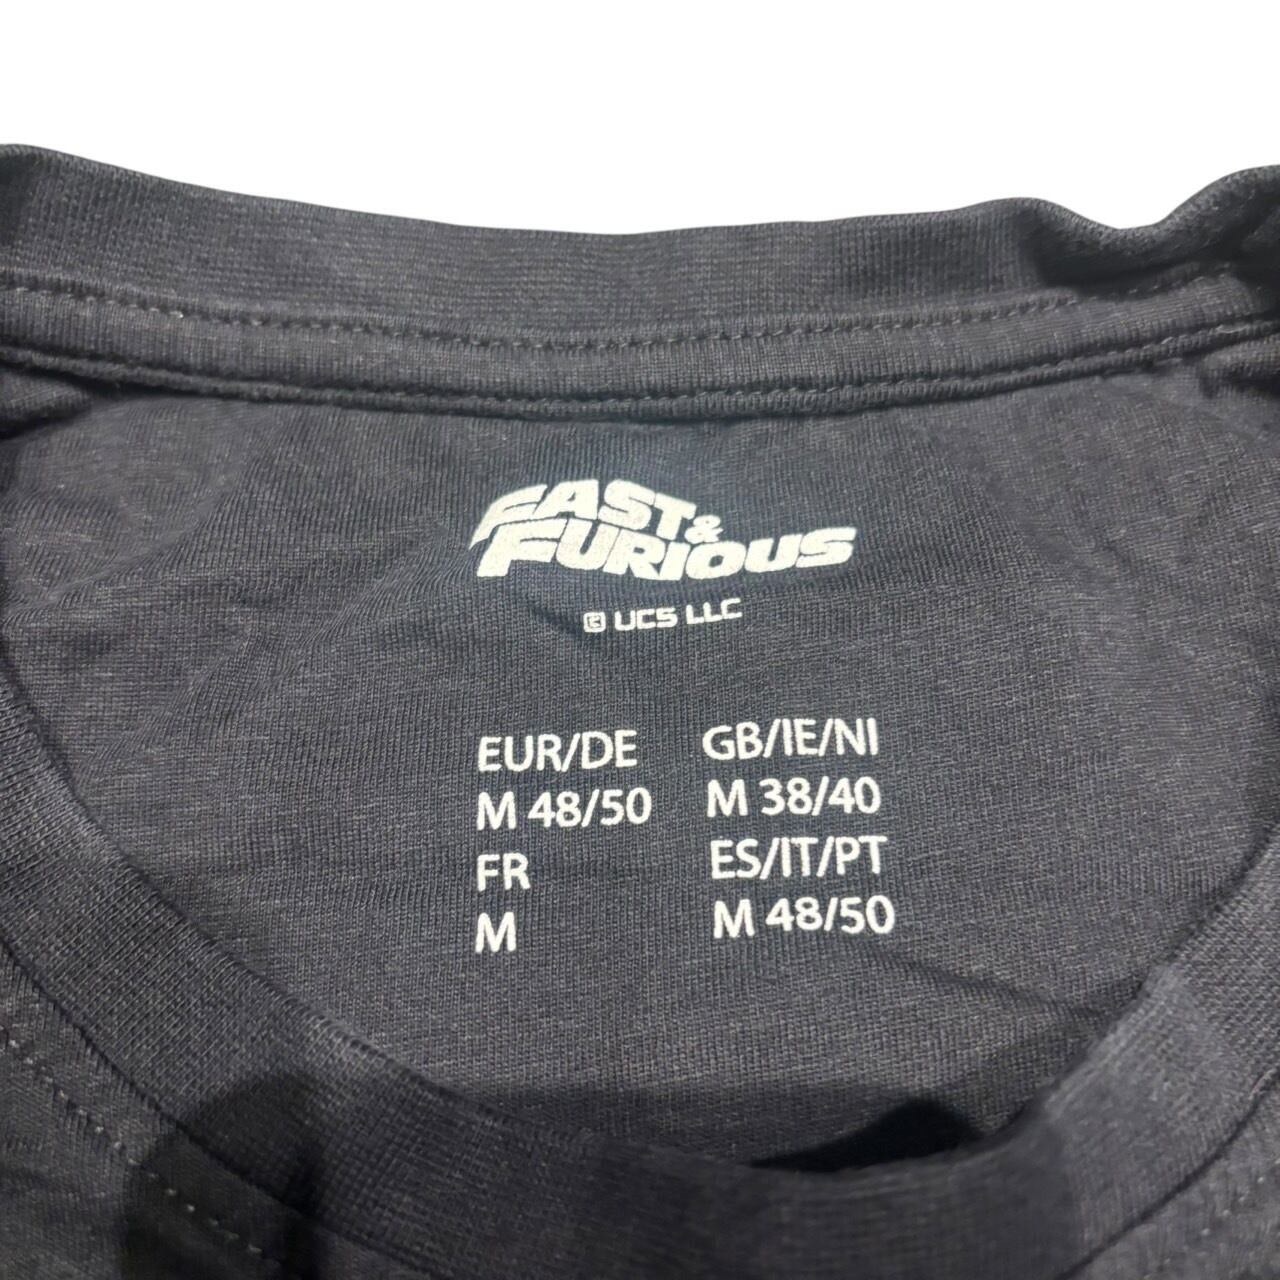 FAST &
FURIOUS
© UCS LLC
EUR/DE
M 48/50
FR
M
GB/IE/NI
M 38/40
ES/IT/PT
M 48/50